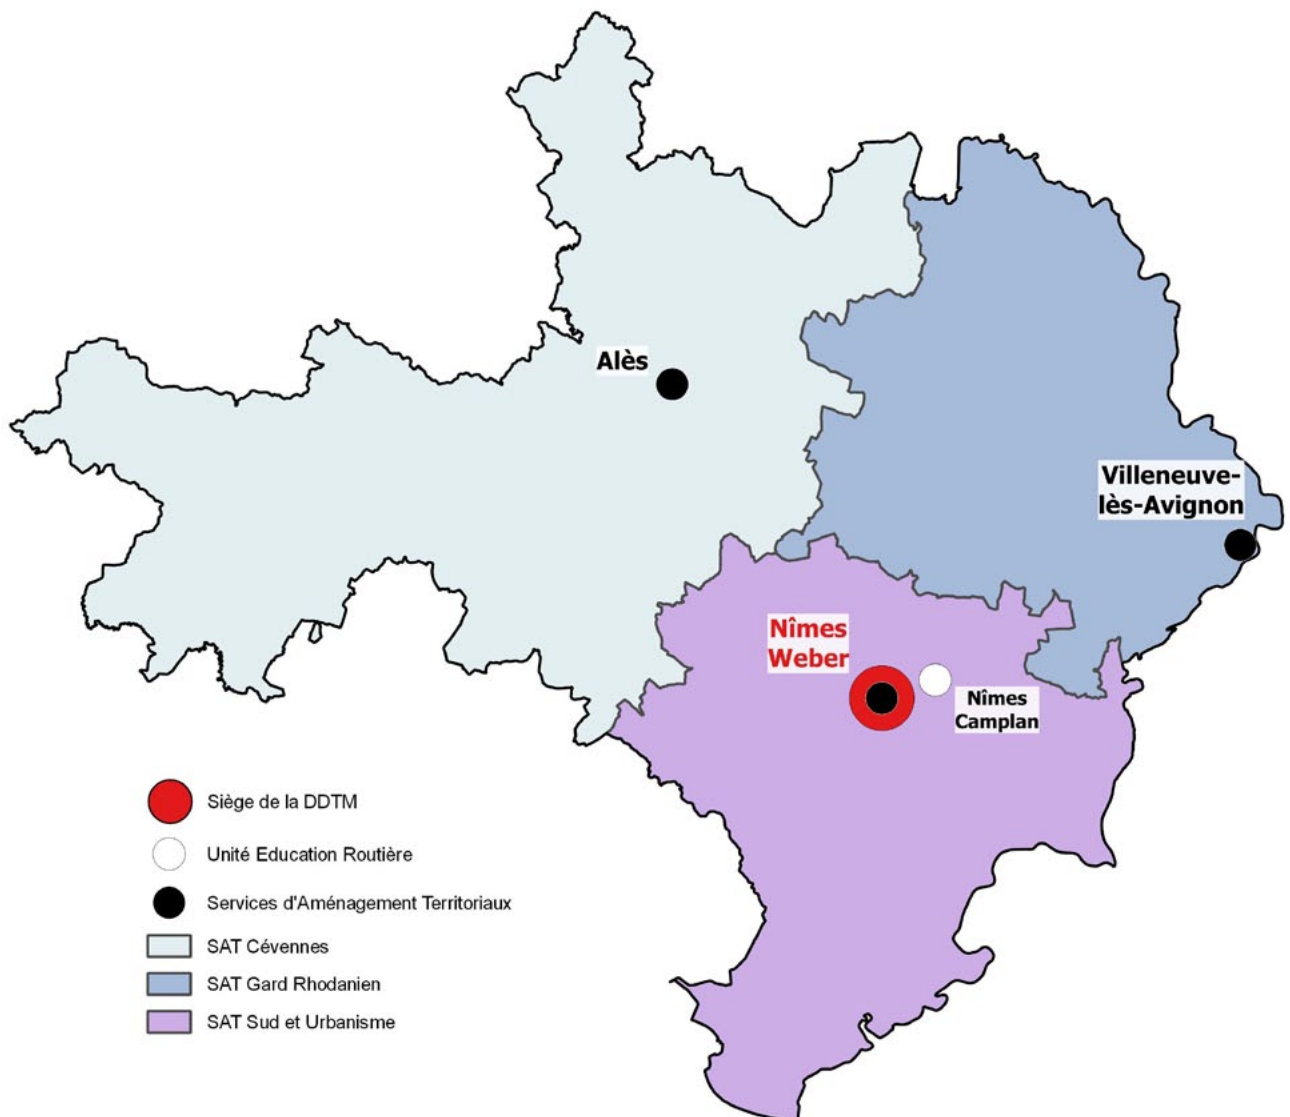 Alès
Villeneuve-
lès-Avignon
Nîmes
Weber
Nîmes
Camplan
Siège de la DDTM
Unité Education Routière
Services d'Aménagement Territoriaux
SAT Cévennes
SAT Gard Rhodanien
SAT Sud et Urbanisme